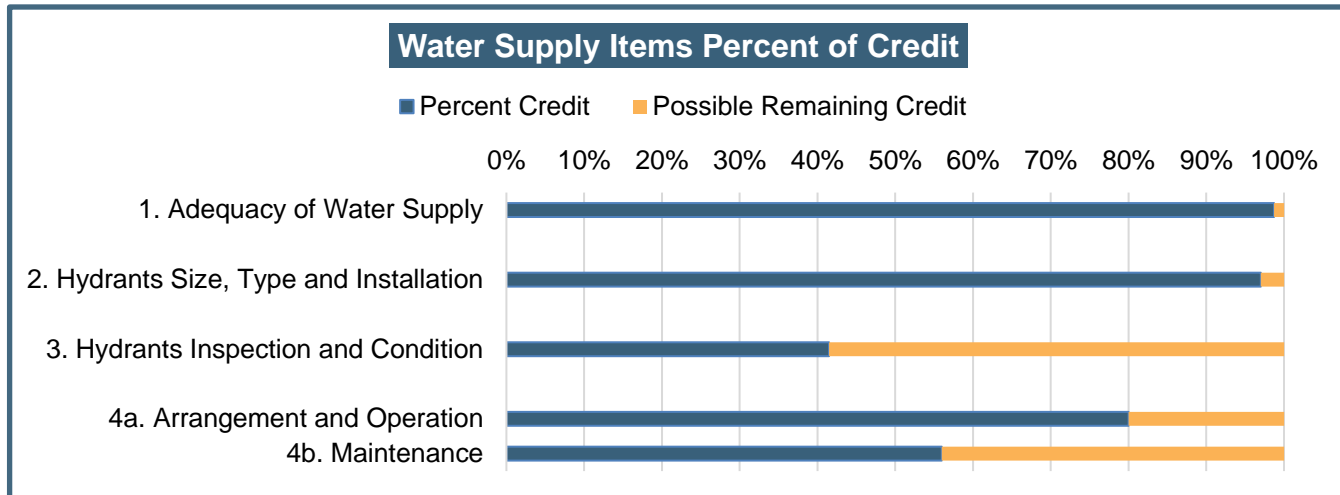 Water Supply Items Percent of Credit
Percent Credit Possible Remaining Credit
0% 10% 20% 30% 40% 50% 60% 70% 80% 90% 100%
1. Adequacy of Water Supply
2. Hydrants Size, Type and Installation
3. Hydrants Inspection and Condition
4a. Arrangement and Operation
4b. Maintenance